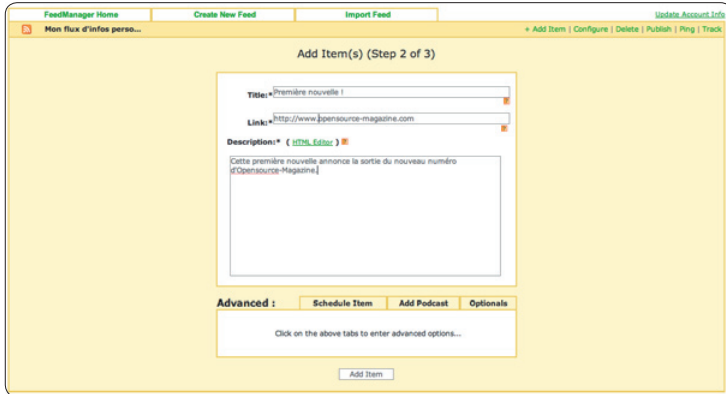 FeedManager Home Create New Feed Import Feed Update Account Info
Mon flux d'infos perso... + Add Item | Configure | Delete | Publish | Ping | Track
Add Item(s) (Step 2 of 3)
Title:* Première nouvelle !
Link:* http://www.opensource-magazine.com
Description:* ( HTML Editor )
Cette première nouvelle annonce la sortie du nouveau numéro
d'Opensource-Magazine.
Advanced : Schedule Item Add Podcast Optionals
Click on the above tabs to enter advanced options...
Add Item